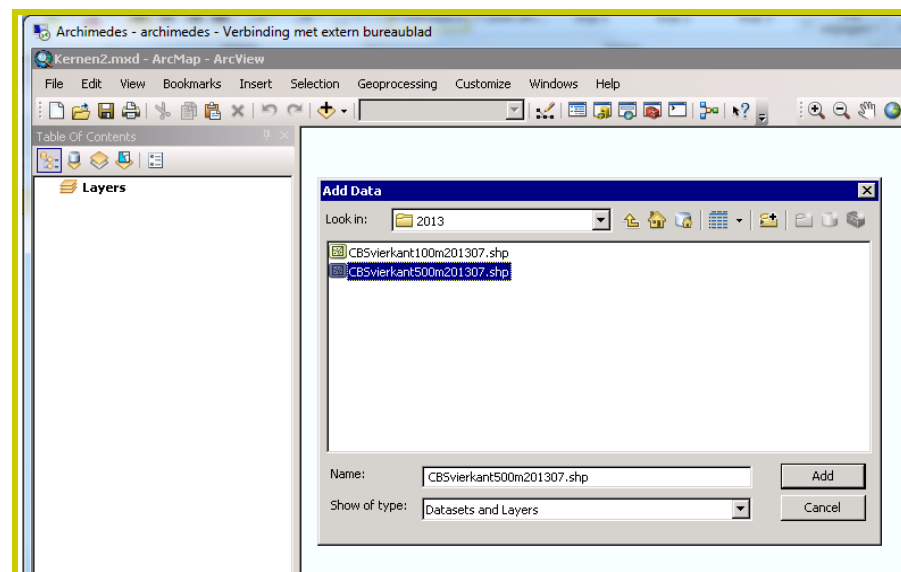 Archimedes - archimedes - Verbinding met extern bureaublad
Kernen2.mxd - ArcMap - ArcView
File Edit View Bookmarks Insert Selection Geoprocessing Customize Windows Help
Table Of Contents
Layers
Add Data
Look in: 2013
CBSvierkant100m201307.shp
CBSvierkant500m201307.shp
Name: CBSvierkant500m201307.shp
Add
Show of type: Datasets and Layers
Cancel